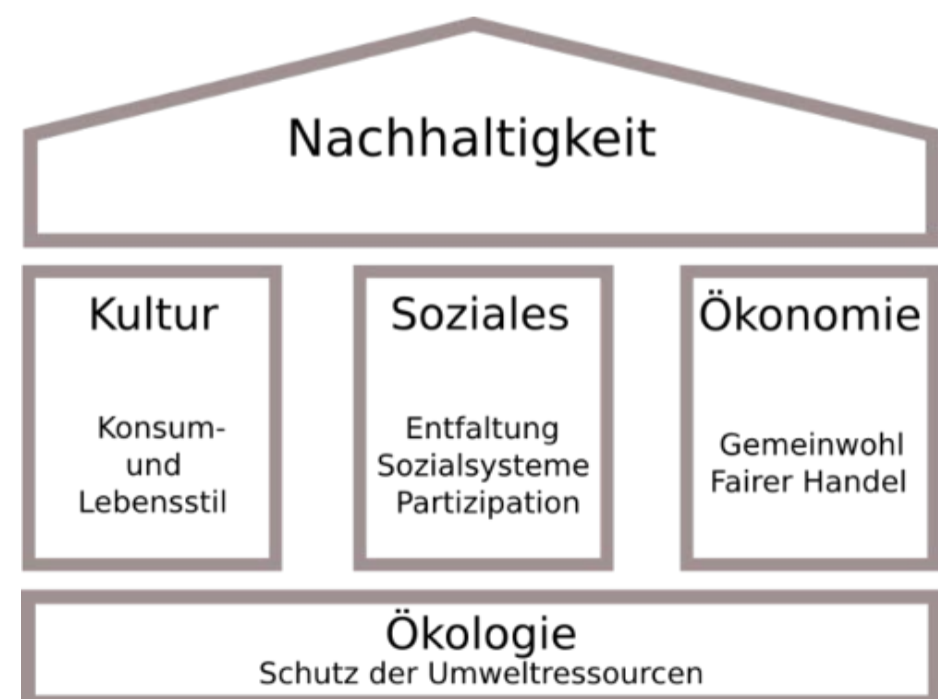 Nachhaltigkeit
Kultur
Konsum-
und
Lebensstil
Soziales
Entfaltung
Sozialsysteme
Partizipation
Ökonomie
Gemeinwohl
Fairer Handel
Ökologie
Schutz der Umweltressourcen